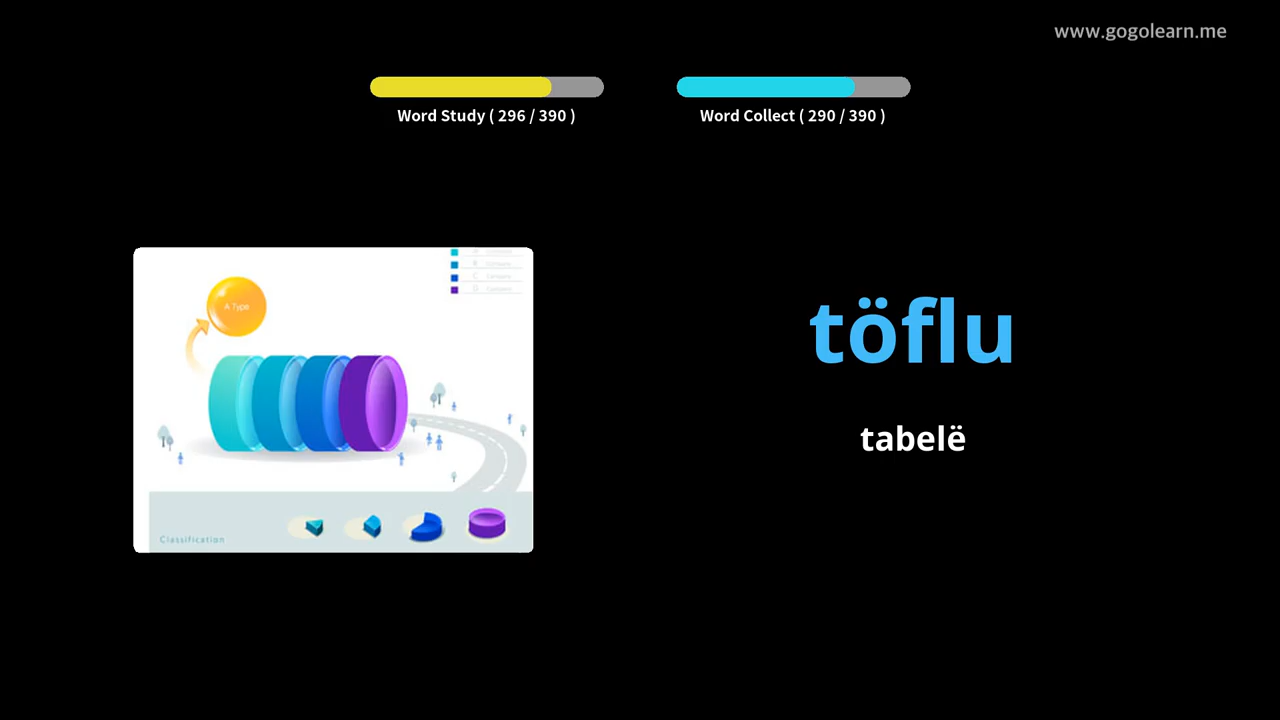 www.gogolearn.me
Word Study ( 296 / 390 )
Word Collect ( 290 / 390 )
A Type
töflu
tabelë
Classification